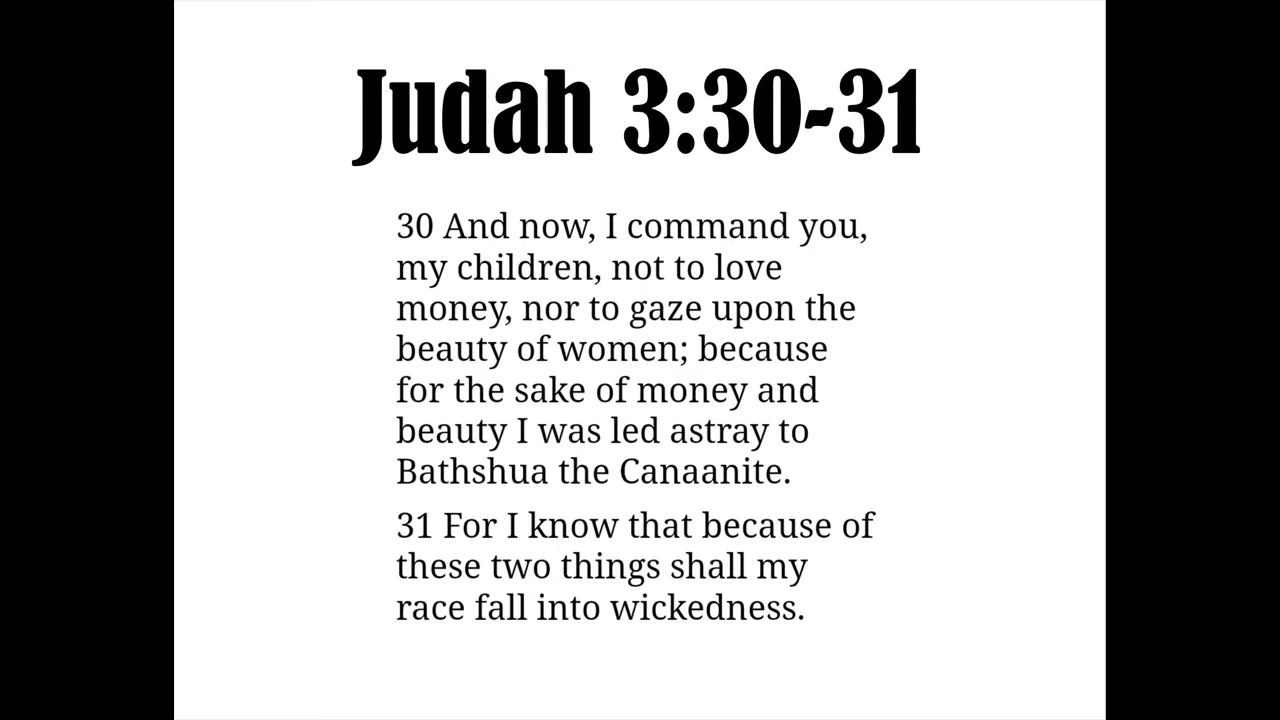 Judah 3:30-31
30 And now, I command you,
my children, not to love
money, nor to gaze upon the
beauty of women; because
for the sake of money and
beauty I was led astray to
Bathshua the Canaanite.
31 For I know that because of
these two things shall my
race fall into wickedness.